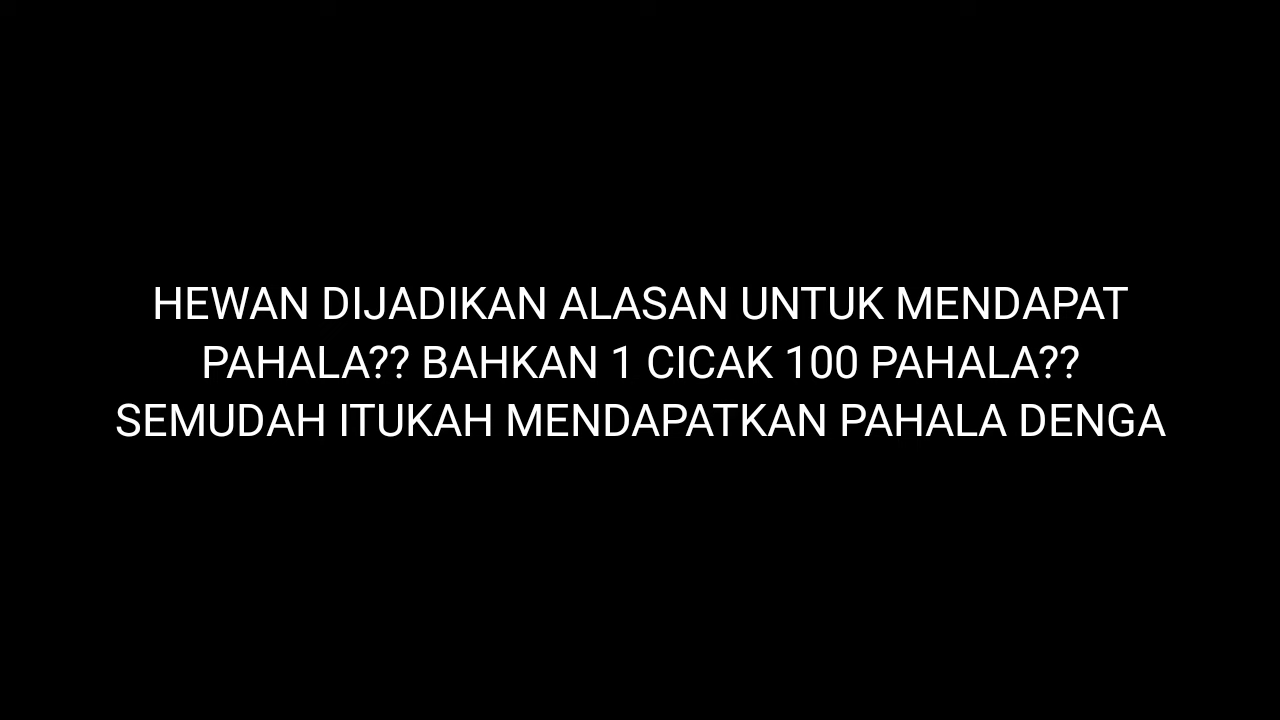 HEWAN DIJADIKAN ALASAN UNTUK MENDAPAT
PAHALA?? BAHKAN 1 CICAK 100 PAHALA??
SEMUDAH ITUKAH MENDAPATKAN PAHALA DENGA